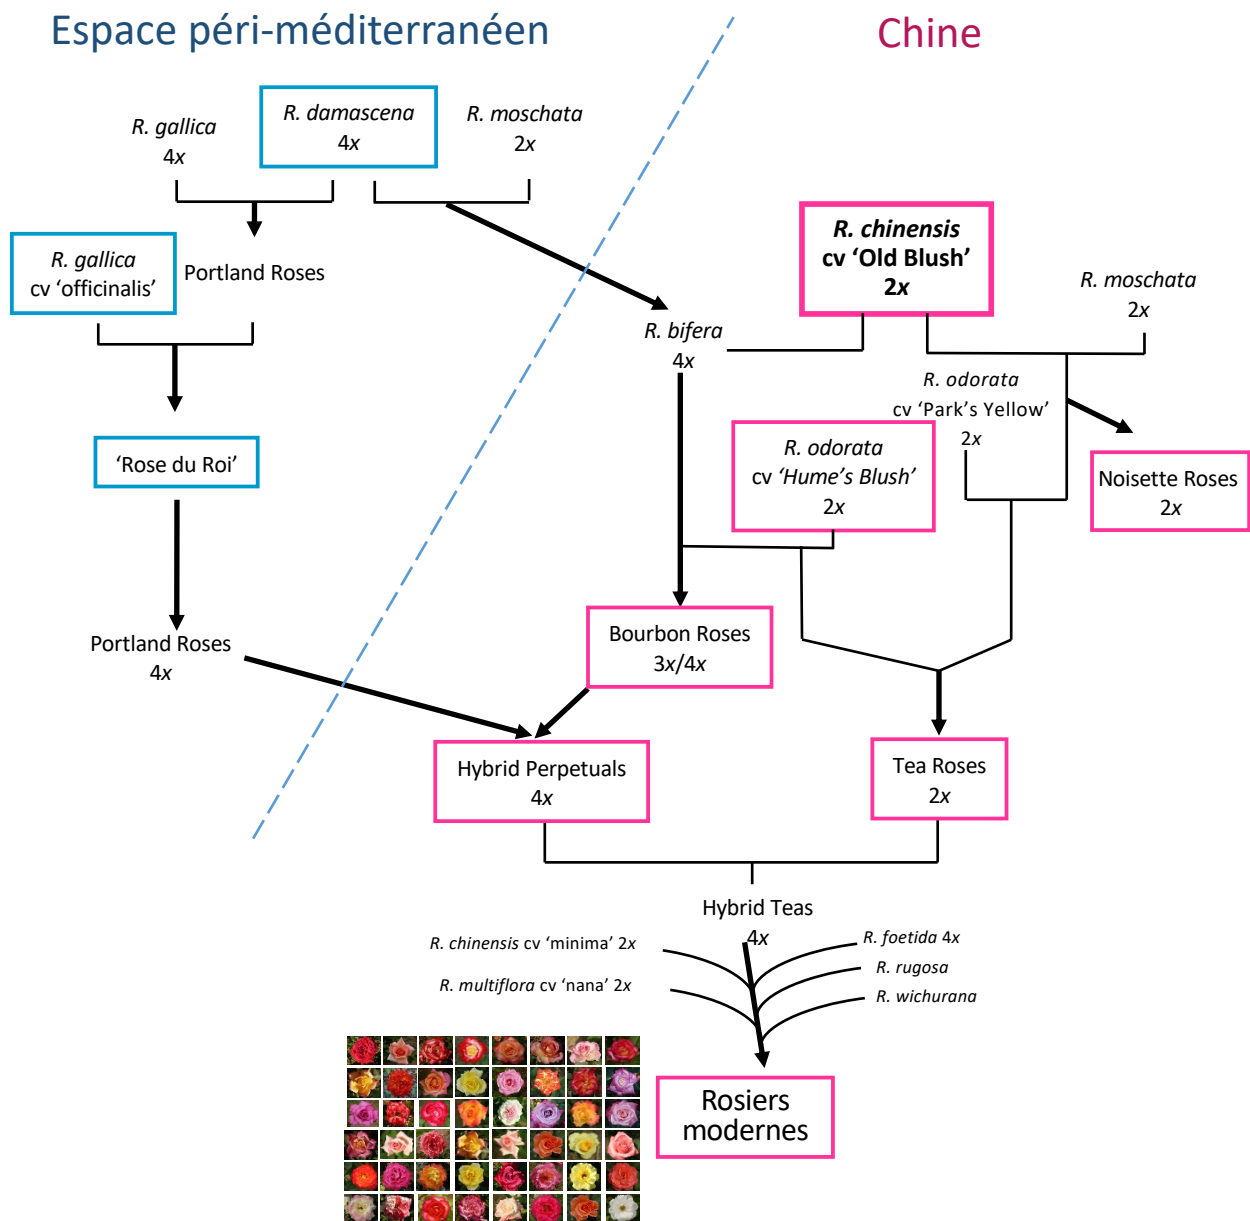 Espace péri-méditerranéen
Chine
R. gallica
4x
R. damascena
4x
R. moschata
2x
R. chinensis
cv ‘Old Blush’
2x
R. moschata
2x
R. gallica
cv ‘officinalis’
Portland Roses
R. bifera
4x
R. odorata
cv ‘Park’s Yellow’
2x
R. odorata
cv ‘Hume’s Blush’
2x
Noisette Roses
2x
‘Rose du Roi’
Portland Roses
4x
Bourbon Roses
3x/4x
Hybrid Perpetuals
4x
Tea Roses
2x
Hybrid Teas
4x
R. chinensis cv ‘minima’ 2x
R. multiflora cv ‘nana’ 2x
R. foetida 4x
R. rugosa
R. wichurana
Rosiers
modernes